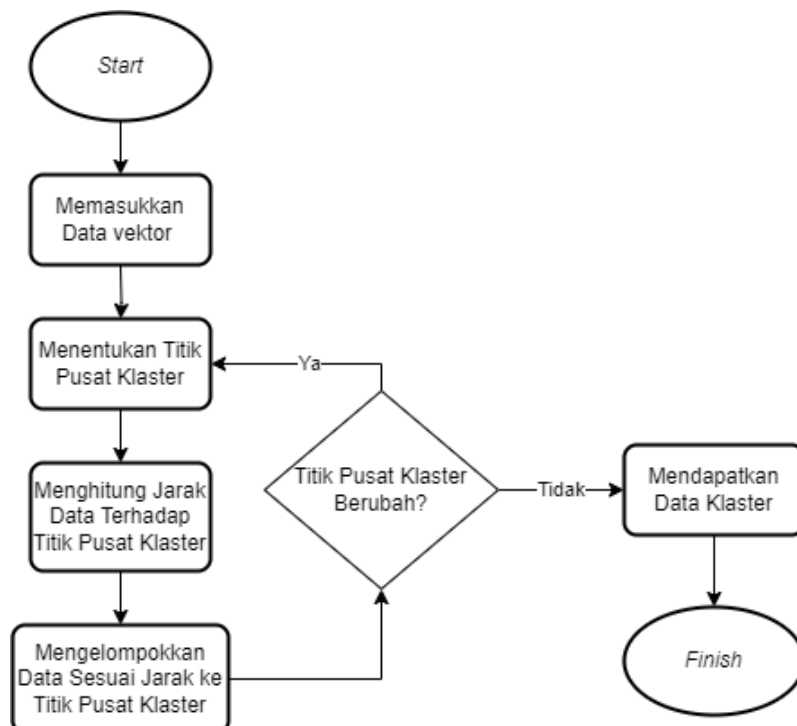 Start
Memasukkan
Data vektor
Menentukan Titik
Pusat Klaster
Menghitung Jarak
Data Terhadap
Titik Pusat Klaster
Mengelompokkan
Data Sesuai Jarak ke
Titik Pusat Klaster
Ya
Titik Pusat Klaster
Berubah?
Tidak
Mendapatkan
Data Klaster
Finish